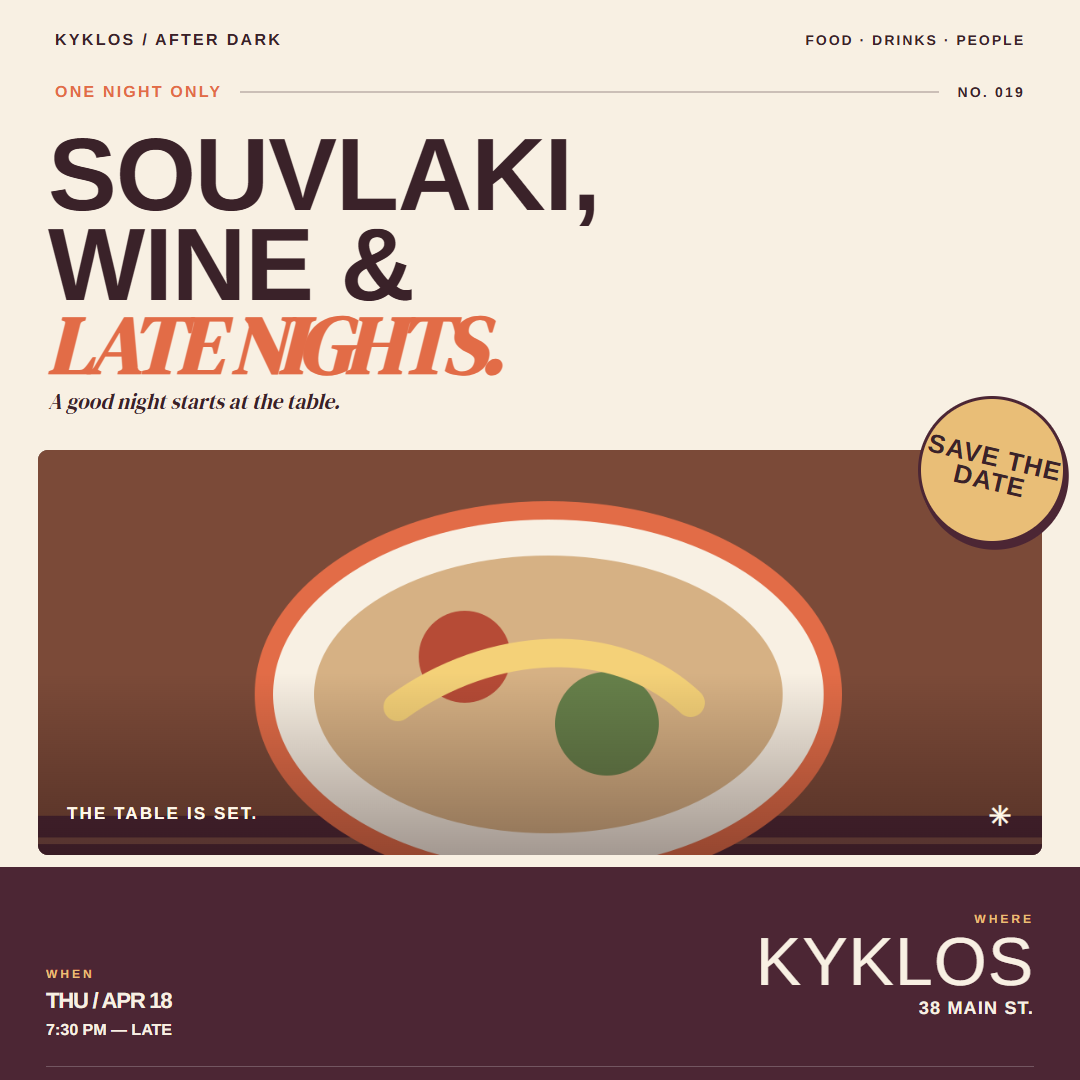 KYKLOS / AFTER DARK
FOOD · DRINKS · PEOPLE
ONE NIGHT ONLY
NO. 019
SOUVLAKI,
WINE &
LATE NIGHTS.
A good night starts at the table.
SAVE THE
DATE
THE TABLE IS SET.
WHEN
THU / APR 18
7:30 PM — LATE
WHERE
KYKLOS
38 MAIN ST.